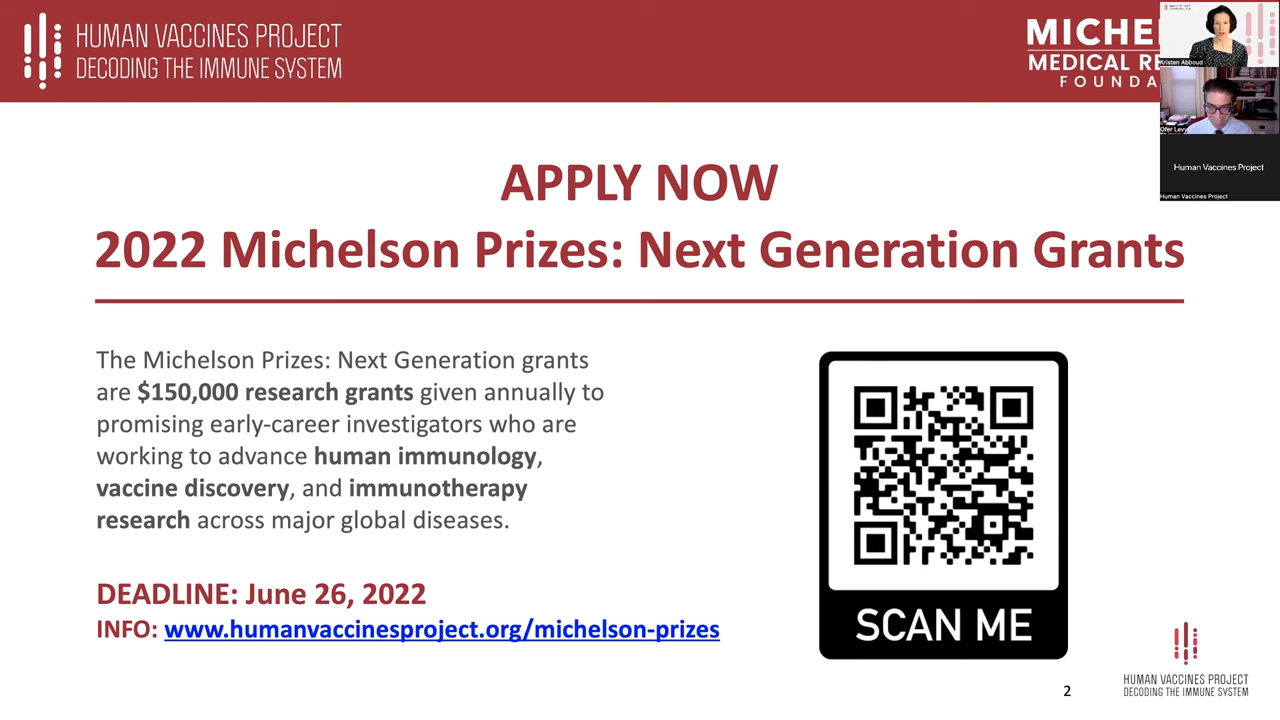 HUMAN VACCINES PROJECT
DECODING THE IMMUNE SYSTEM
MICHE
MEDICAL RE
FOUNDA
Kristen Abboud
Ofer Levy
Human Vaccines Project
Human Vaccines Project
APPLY NOW
2022 Michelson Prizes: Next Generation Grants
The Michelson Prizes: Next Generation grants
are $150,000 research grants given annually to
promising early-career investigators who are
working to advance human immunology,
vaccine discovery, and immunotherapy
research across major global diseases.
DEADLINE: June 26, 2022
INFO: www.humanvaccinesproject.org/michelson-prizes
SCAN ME
2
HUMAN VACCINES PROJECT
DECODING THE IMMUNE SYSTEM